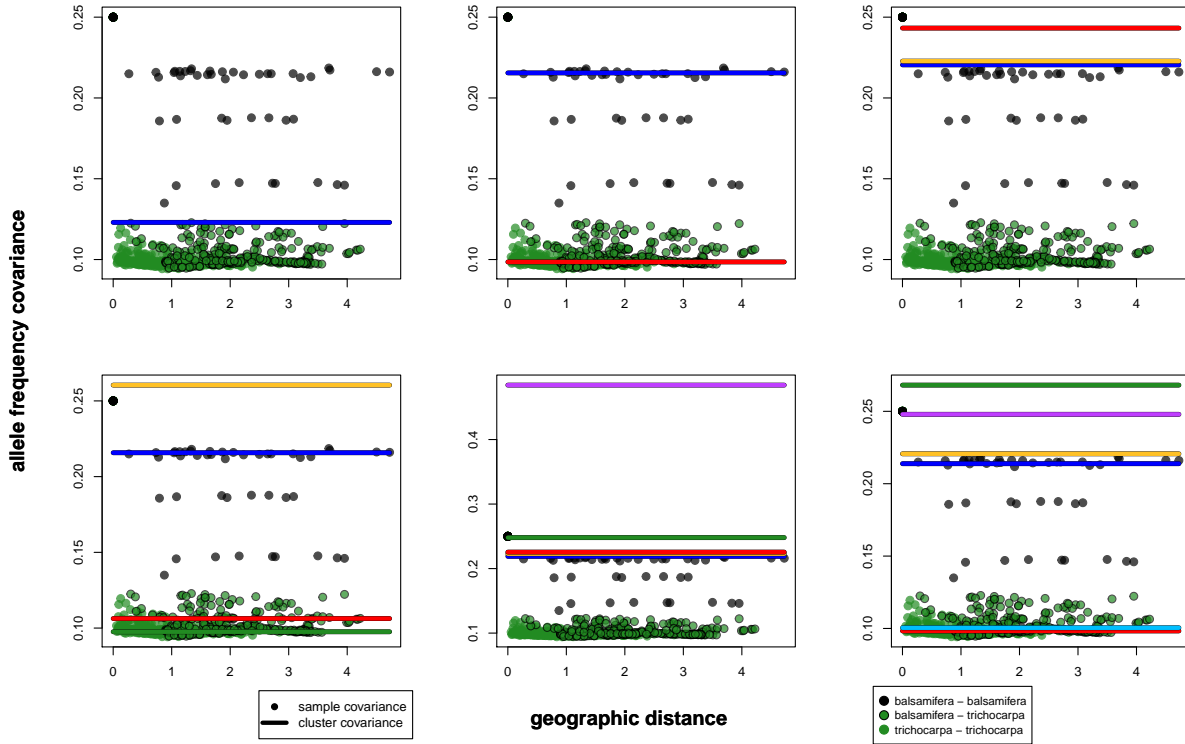 allele frequency covariance
0.25
0.20
0.15
0.10
0 1 2 3 4
0.25
0.20
0.15
0.10
0 1 2 3 4
0.25
0.20
0.15
0.10
0 1 2 3 4
0.25
0.20
0.15
0.10
0 1 2 3 4
0.4
0.3
0.2
0.1
0 1 2 3 4
0.25
0.20
0.15
0.10
0 1 2 3 4
sample covariance
cluster covariance
geographic distance
balsamifera − balsamifera
balsamifera − trichocarpa
trichocarpa − trichocarpa